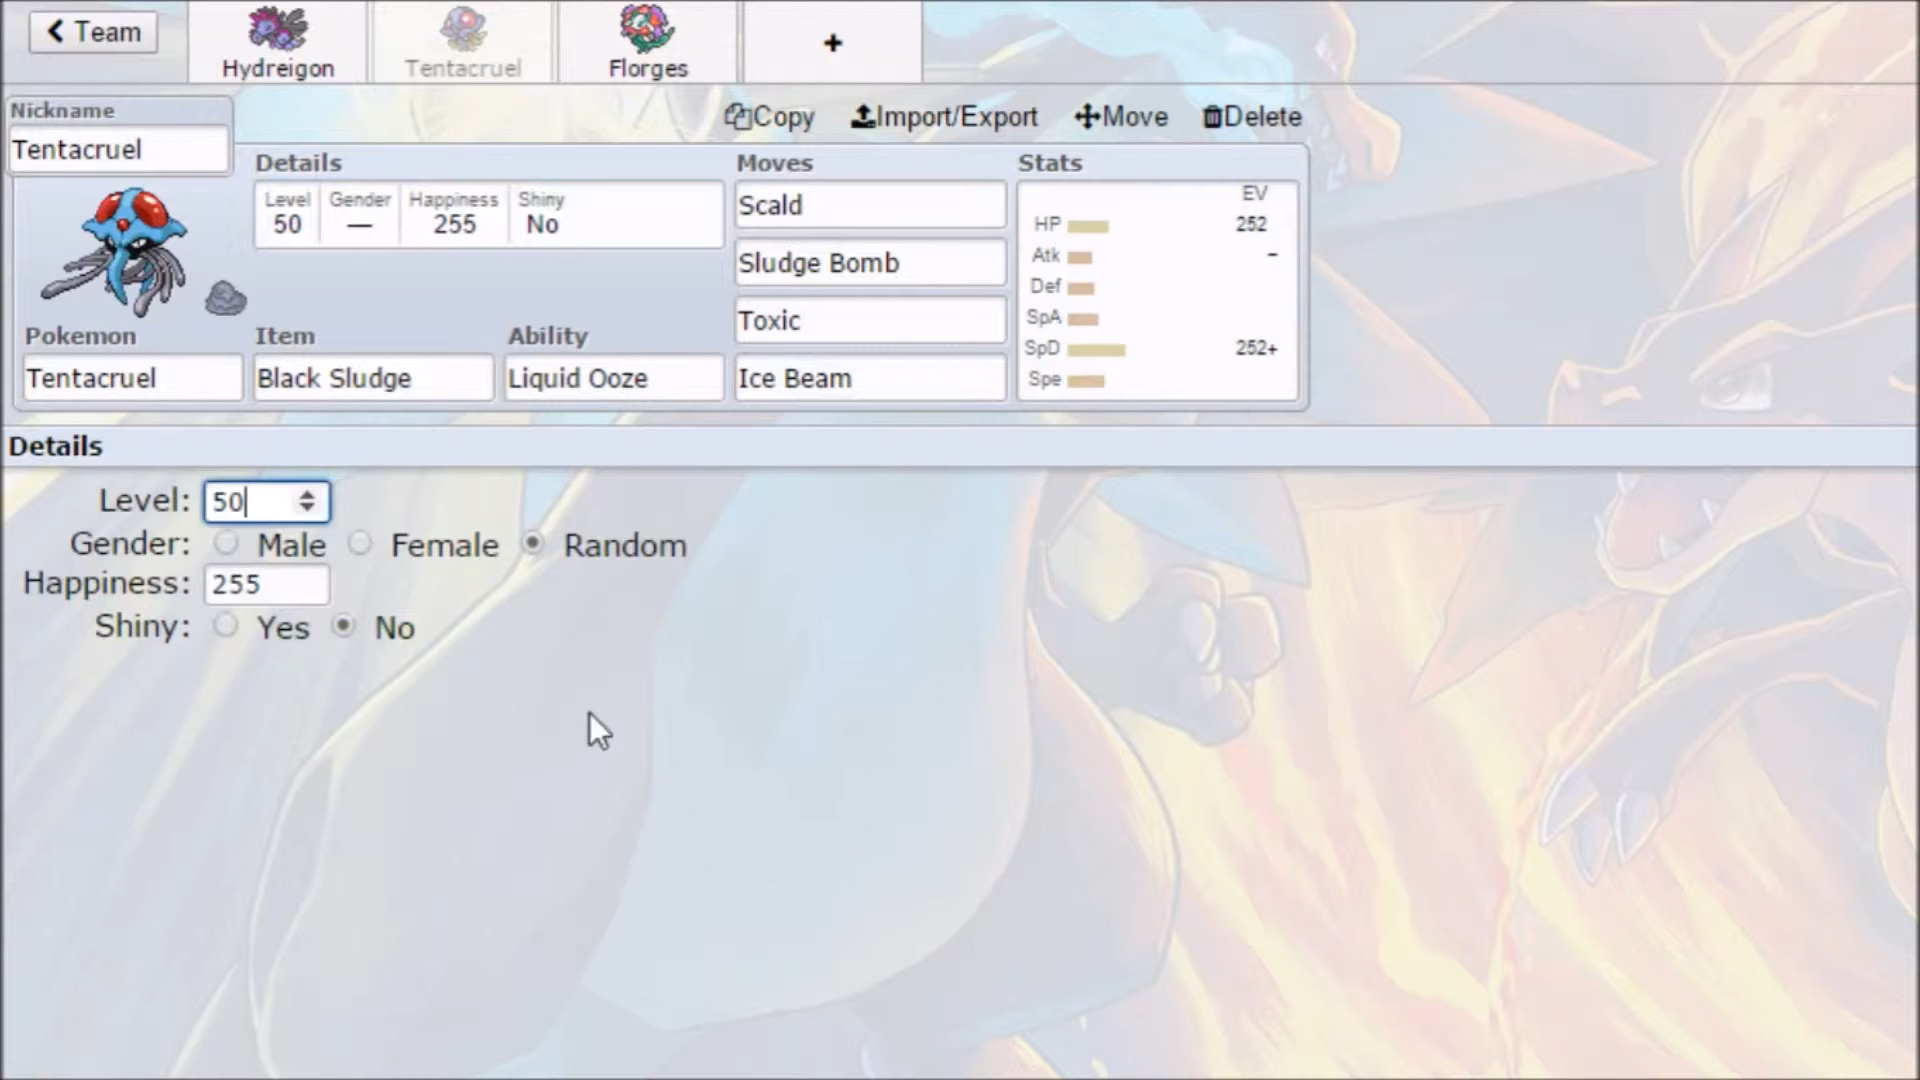 Team
Hydreigon
Tentacruel
Florges
+
Nickname
Tentacruel
Copy Import/Export Move Delete
Details
Level Gender Happiness Shiny
50 — 255 No
Pokemon
Tentacruel
Item
Black Sludge
Ability
Liquid Ooze
Moves
Scald
Sludge Bomb
Toxic
Ice Beam
Stats
EV
HP 252
Atk -
Def
SpA
SpD 252+
Spe
Details
Level: 50
Gender: Male Female Random
Happiness: 255
Shiny: Yes No